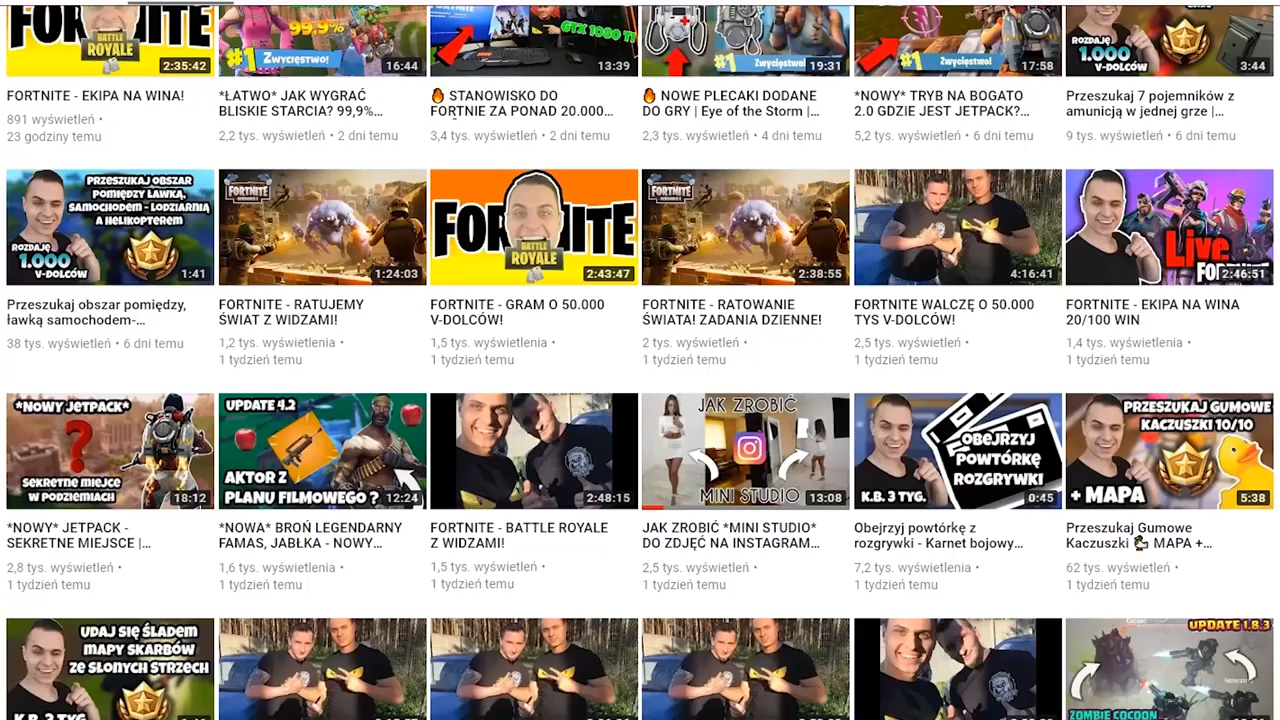 FORTNITE
BATTLE
ROYALE
2:35:42
99,9%
#1 Zwycięstwo!
16:44
GTX 1080 TI
13:39
#1 Zwycięstwo!
19:31
#1 Zwycięstwo!
17:58
ROZDAJĘ
1.000
V-DOLCÓW
3:44
FORTNITE - EKIPA NA WINA!
891 wyświetleń •
23 godziny temu
*ŁATWO* JAK WYGRAĆ
BLISKIE STARCIA? 99,9%...
2,2 tys. wyświetleń • 2 dni temu
🔥 STANOWISKO DO
FORTNIE ZA PONAD 20.000...
3,4 tys. wyświetleń • 2 dni temu
🔥 NOWE PLECAKI DODANE
DO GRY | Eye of the Storm |...
2,3 tys. wyświetleń • 4 dni temu
*NOWY* TRYB NA BOGATO
2.0 GDZIE JEST JETPACK?...
5,2 tys. wyświetleń • 6 dni temu
Przeszukaj 7 pojemników z
amunicją w jednej grze |...
9 tys. wyświetleń • 6 dni temu
PRZESZUKAJ OBSZAR
POMIĘDZY ŁAWKĄ,
SAMOCHODEM - LODZIARNIĄ
A HELIKOPTEREM
ROZDAJĘ
1.000
V-DOLCÓW
1:41
FORTNITE
1:24:03
FORTNITE
BATTLE
ROYALE
2:43:47
FORTNITE
2:38:55
4:16:41
Live
FORTNITE
2:46:51
Przeszukaj obszar pomiędzy,
ławką samochodem-...
38 tys. wyświetleń • 6 dni temu
FORTNITE - RATUJEMY
ŚWIAT Z WIDZAMI!
1,2 tys. wyświetlenia •
1 tydzień temu
FORTNITE - GRAM O 50.000
V-DOLCÓW!
1,5 tys. wyświetlenia •
1 tydzień temu
FORTNITE - RATOWANIE
ŚWIATA! ZADANIA DZIENNE!
2 tys. wyświetleń •
1 tydzień temu
FORTNITE WALCZĘ O 50.000
TYS V-DOLCÓW!
2,5 tys. wyświetleń •
1 tydzień temu
FORTNITE - EKIPA NA WINA
20/100 WIN
1,4 tys. wyświetlenia •
1 tydzień temu
*NOWY JETPACK*
?
SEKRETNE MIEJCE
W PODZIEMIACH
18:12
UPDATE 4.2
AKTOR Z
PLANU FILMOWEGO ?
12:24
2:48:15
JAK ZROBIĆ
MINI STUDIO
13:08
OBEJRZYJ
POWTÓRKĘ
ROZGRYWKI
K.B. 3 TYG.
0:45
PRZESZUKAJ GUMOWE
KACZUSZKI 10/10
+ MAPA
5:38
*NOWY* JETPACK -
SEKRETNE MIEJSCE |...
2,8 tys. wyświetleń •
1 tydzień temu
*NOWA* BROŃ LEGENDARNY
FAMAS, JABŁKA - NOWY...
1,6 tys. wyświetlenia •
1 tydzień temu
FORTNITE - BATTLE ROYALE
Z WIDZAMI!
1,5 tys. wyświetleń •
1 tydzień temu
JAK ZROBIĆ *MINI STUDIO*
DO ZDJĘĆ NA INSTAGRAM...
2,5 tys. wyświetleń •
1 tydzień temu
Obejrzyj powtórkę z
rozgrywki - Karnet bojowy...
7,2 tys. wyświetlenia •
1 tydzień temu
Przeszukaj Gumowe
Kaczuszki 🦆 MAPA +...
62 tys. wyświetleń •
1 tydzień temu
UDAJ SIĘ ŚLADEM
MAPY SKARBÓW
ZE SŁONYCH STRZECH
K.B. 3 TYG.
UPDATE 1.8.3
ZOMBIE COCOON